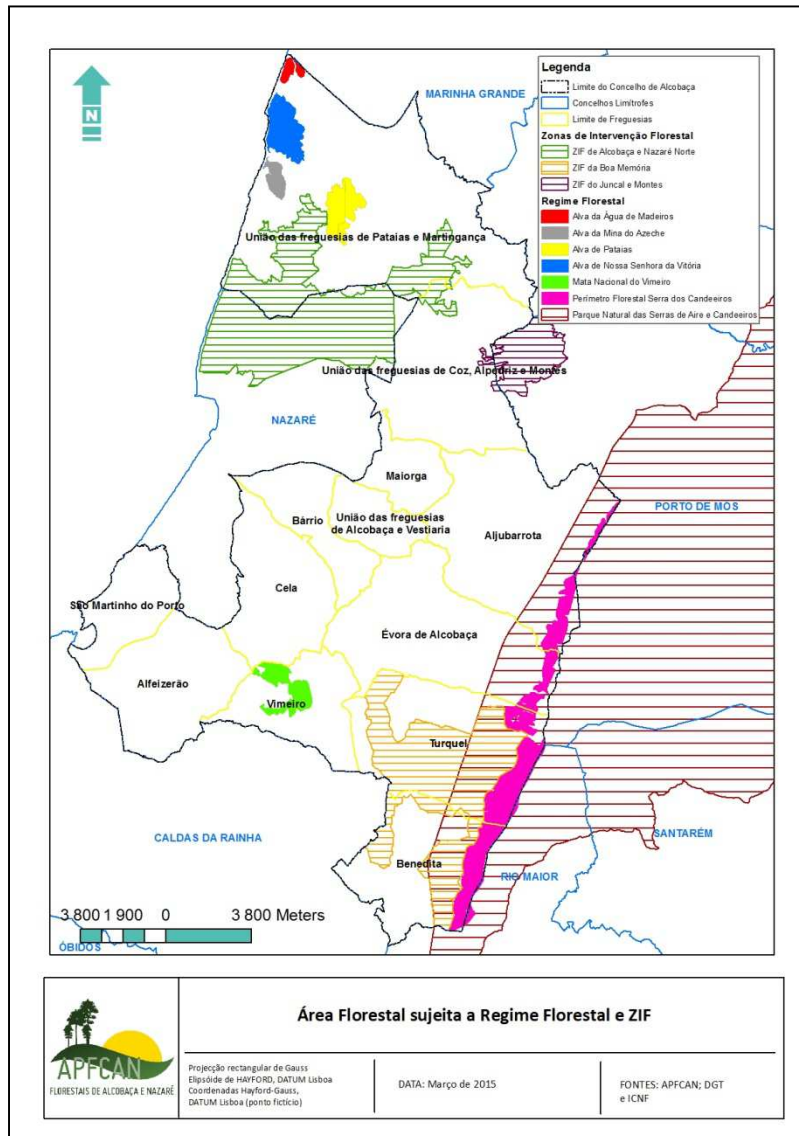 N
MARINHA GRANDE
Legenda
Limite do Concelho de Alcobaça
Concelhos Limítrofes
Limite de Freguesias
Zonas de Intervenção Florestal
ZIF de Alcobaça e Nazaré Norte
ZIF da Boa Memória
ZIF do Juncal e Montes
Regime Florestal
Alva da Água de Madeiros
Alva da Mina do Azeche
Alva de Pataias
Alva de Nossa Senhora da Vitória
Mata Nacional do Vimeiro
Perímetro Florestal Serra dos Candeeiros
Parque Natural das Serras de Aire e Candeeiros
União das freguesias de Pataias e Martingança
União das freguesias de Coz, Alpedriz e Montes
NAZARÉ
Maiorga
PORTO DE MÓS
Bárrio
União das freguesias
de Alcobaça e Vestiaria
Aljubarrota
Cela
São Martinho do Porto
Évora de Alcobaça
Alfeizerão
Vimeiro
Turquel
CALDAS DA RAINHA
SANTARÉM
Benedita
RIO MAIOR
3 800 1 900 0 3 800 Meters
ÓBIDOS
Área Florestal sujeita a Regime Florestal e ZIF
APFCAN
FLORESTAIS DE ALCOBAÇA E NAZARÉ
Projecção rectangular de Gauss
Elipsóide de HAYFORD, DATUM Lisboa
Coordenadas Hayford-Gauss,
DATUM Lisboa (ponto fictício)
DATA: Março de 2015
FONTES: APFCAN; DGT
e ICNF